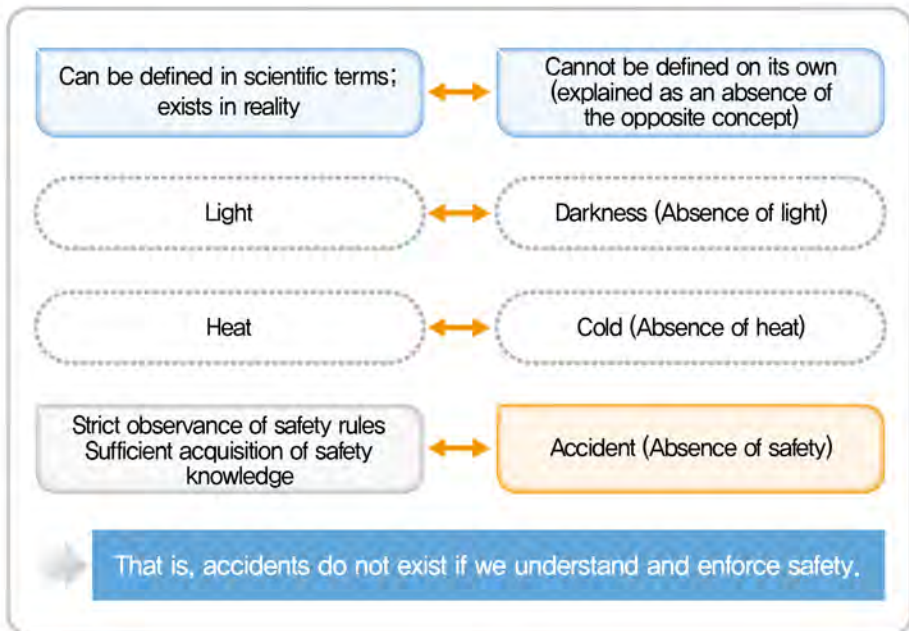 Can be defined in scientific terms;
exists in reality
Cannot be defined on its own
(explained as an absence of
the opposite concept)
Light
Darkness (Absence of light)
Heat
Cold (Absence of heat)
Strict observance of safety rules
Sufficient acquisition of safety
knowledge
Accident (Absence of safety)
That is, accidents do not exist if we understand and enforce safety.